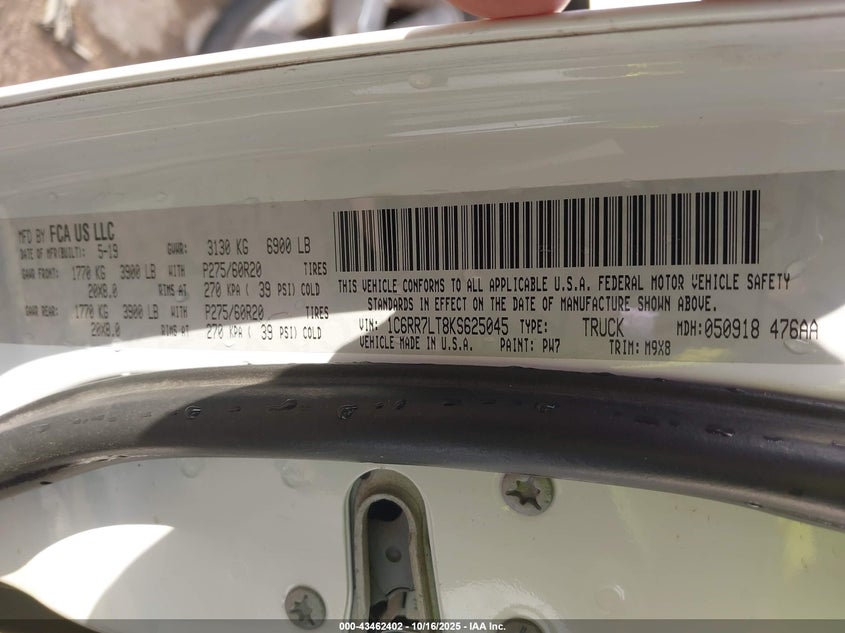 MFD BY FCA US LLC
DATE OF MFR(BUILT): 5-19 GVWR: 3130 KG 6900 LB
GAWR FRONT: 1770 KG 3900 LB WITH P275/60R20 TIRES
20X8.0 RIMS AT 270 KPA ( 39 PSI) COLD
GAWR REAR: 1770 KG 3900 LB WITH P275/60R20 TIRES
20X8.0 RIMS AT 270 KPA ( 39 PSI) COLD
THIS VEHICLE CONFORMS TO ALL APPLICABLE U.S.A. FEDERAL MOTOR VEHICLE SAFETY
STANDARDS IN EFFECT ON THE DATE OF MANUFACTURE SHOWN ABOVE.
VIN: 1C6RR7LT8KS625045 TYPE: TRUCK MDH:050918 476AA
VEHICLE MADE IN U.S.A. PAINT: PW7 TRIM: M9X8
000-43462402 - 10/16/2025 - IAA Inc.